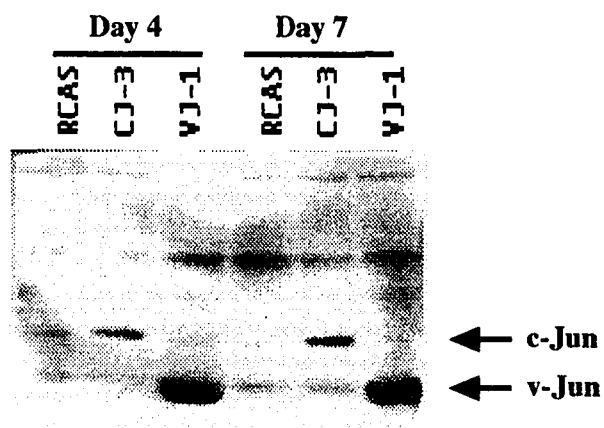 Day 4 Day 7
RCAS CJ-3 VJ-1 RCAS CJ-3 VJ-1
c-Jun
v-Jun